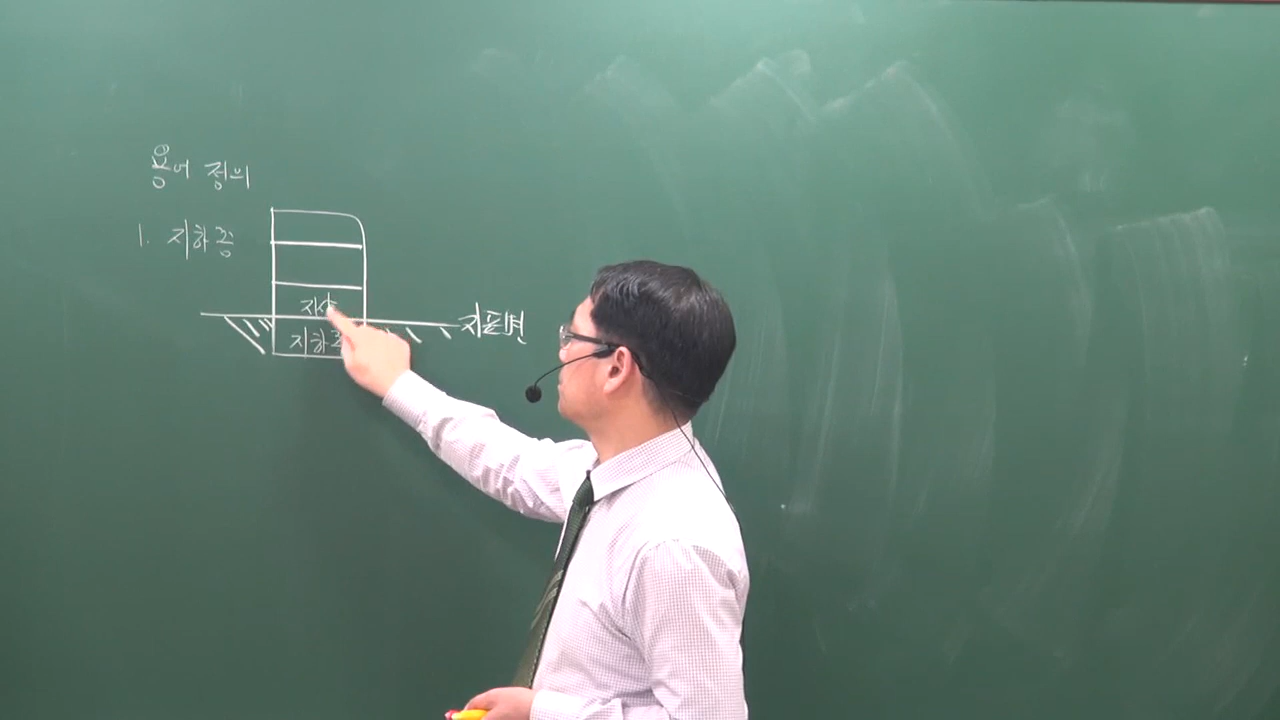 용어 정의
1. 지하층
지상
지표면
지하층